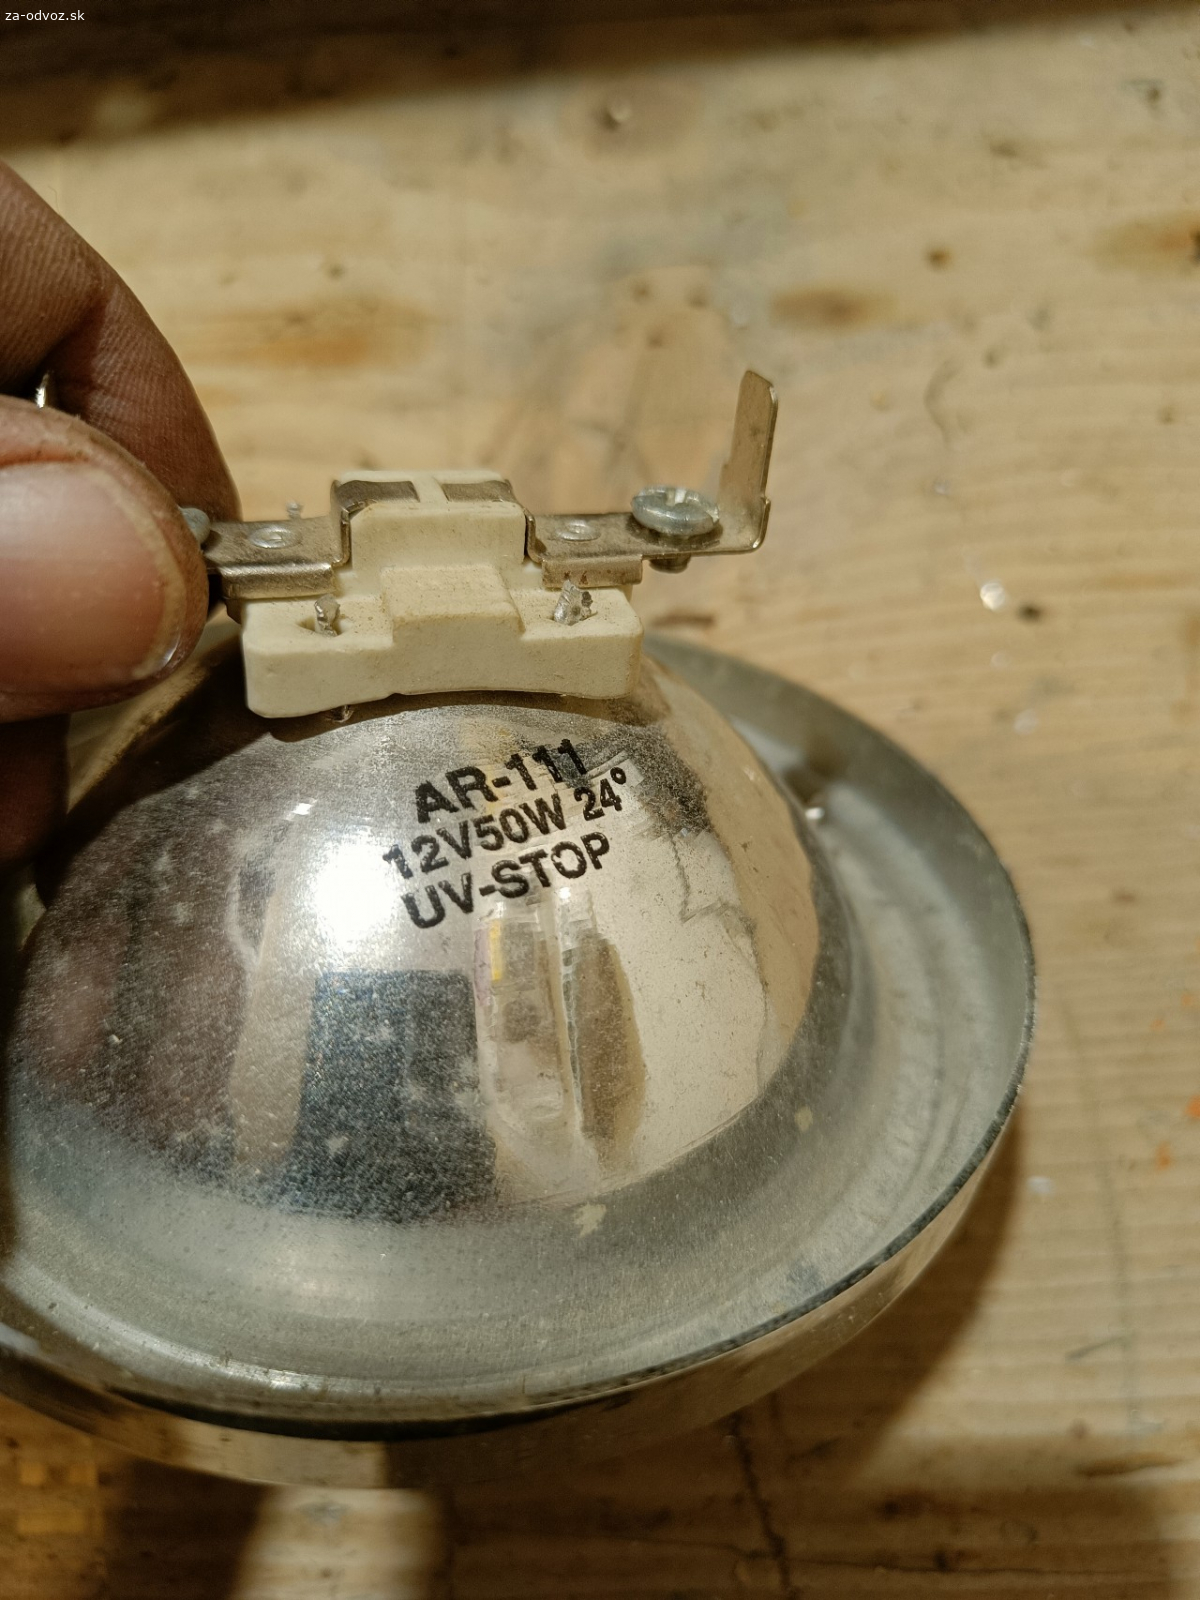 za-odvoz.sk
AR-111
12V50W 24°
UV-STOP